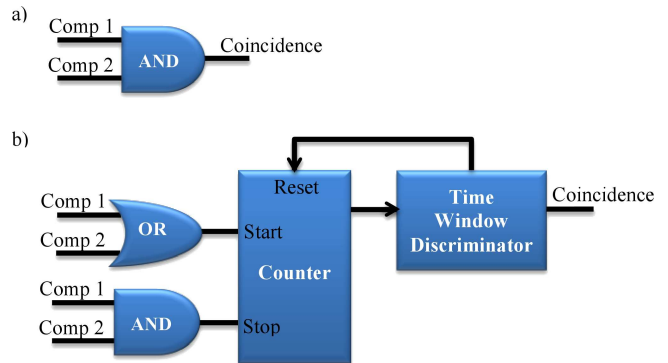 a)
Comp 1
Comp 2
AND
Coincidence
b)
Comp 1
Comp 2
OR
Comp 1
Comp 2
AND
Reset
Start
Counter
Stop
Time
Window
Discriminator
Coincidence